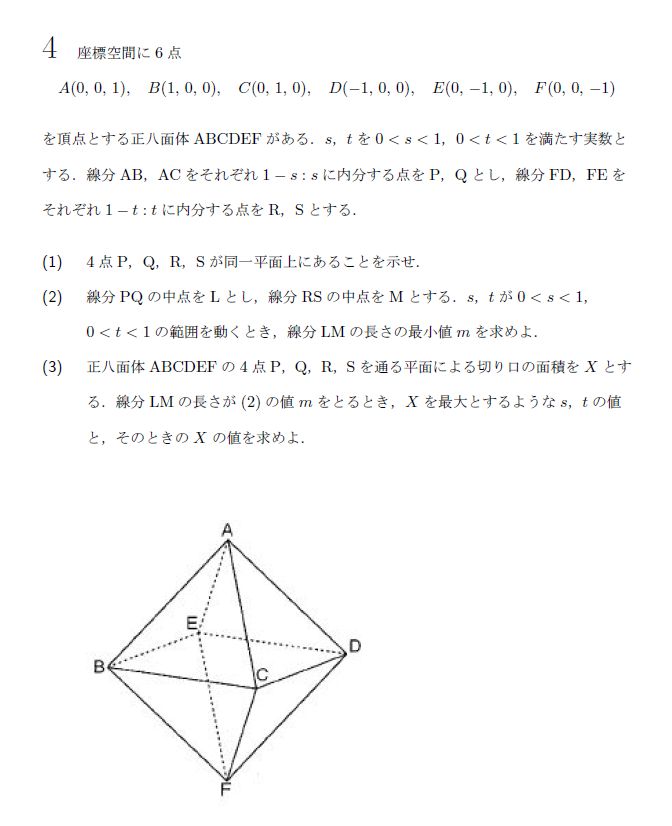 4 座標空間に 6 点
A(0, 0, 1), B(1, 0, 0), C(0, 1, 0), D(−1, 0, 0), E(0, −1, 0), F(0, 0, −1)
を頂点とする正八面体 ABCDEF がある．s，t を 0 < s < 1，0 < t < 1 を満たす実数と
する．線分 AB，AC をそれぞれ 1 − s : s に内分する点を P，Q とし，線分 FD，FE を
それぞれ 1 − t : t に内分する点を R，S とする．
(1) 4 点 P，Q，R，S が同一平面上にあることを示せ．
(2) 線分 PQ の中点を L とし，線分 RS の中点を M とする．s，t が 0 < s < 1，
0 < t < 1 の範囲を動くとき，線分 LM の長さの最小値 m を求めよ．
(3) 正八面体 ABCDEF の 4 点 P，Q，R，S を通る平面による切り口の面積を X とす
る．線分 LM の長さが (2) の値 m をとるとき，X を最大とするような s，t の値
と，そのときの X の値を求めよ．
A
E
D
B
C
F